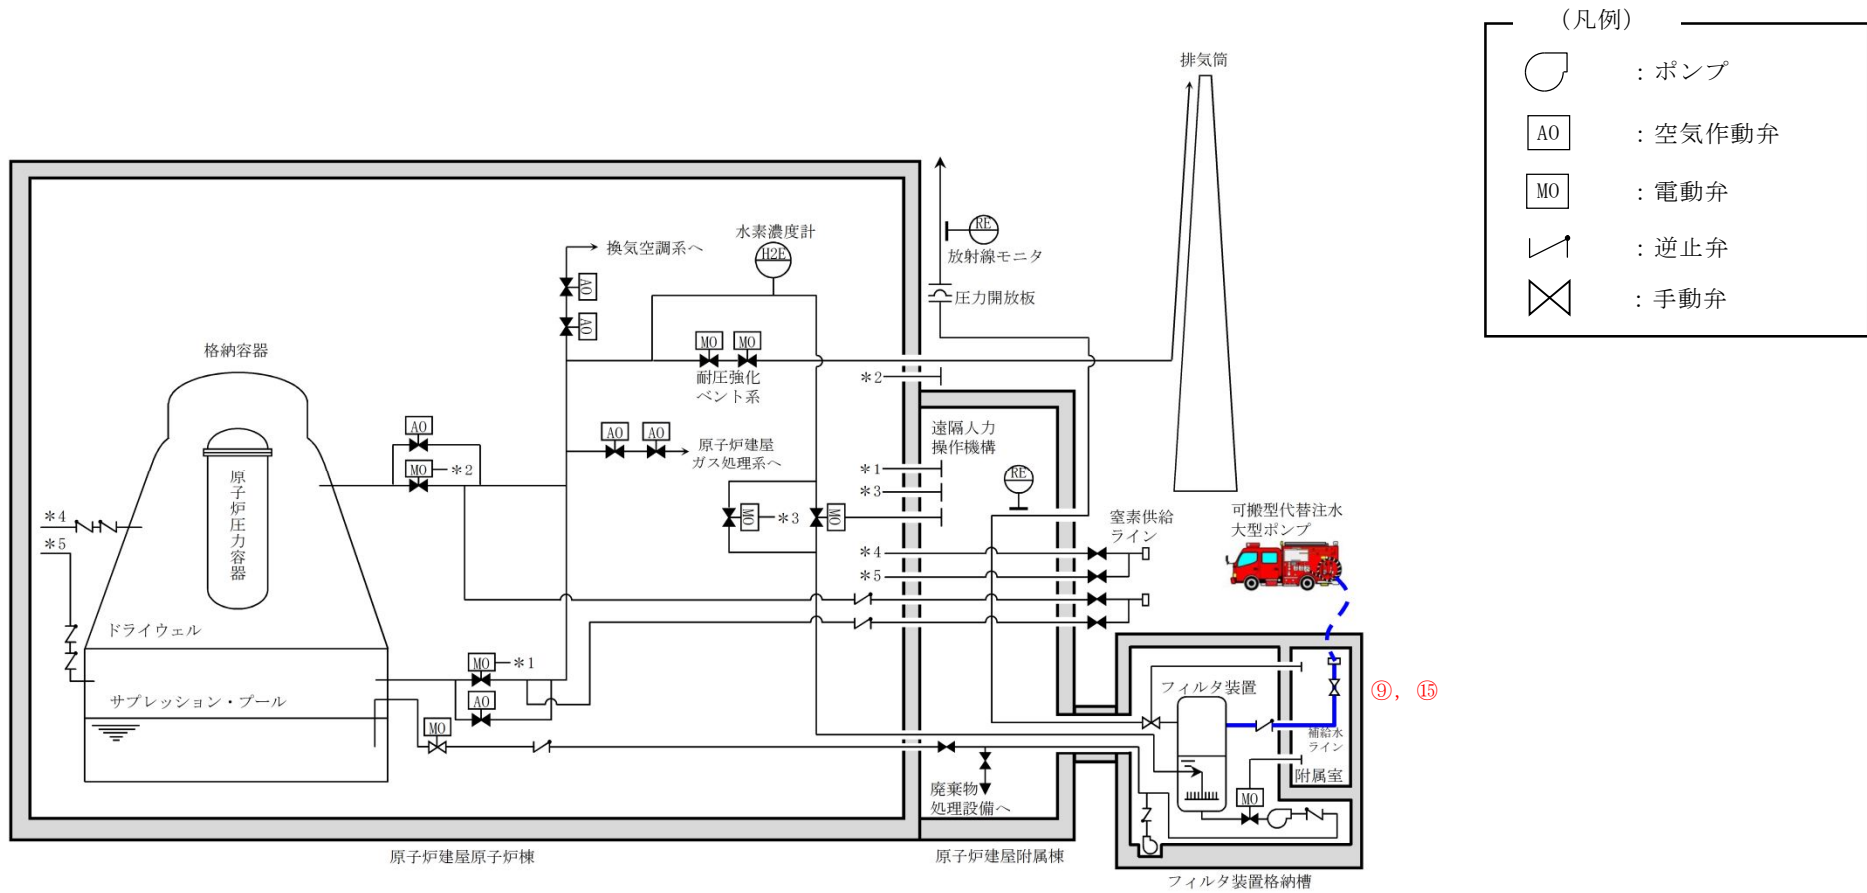 (凡例)
:ポンプ
AO
:空気作動弁
MO
:電動弁
:逆止弁
:手動弁
排気筒
水素濃度計
H2E
換気空調系へ
RE
放射線モニタ
圧力開放板
AO
AO
MO
MO
耐圧強化
ベント系
格納容器
*2
遠隔人力
操作機構
AO
MO
*2
AO
AO
原子炉建屋
ガス処理系へ
*1
*3
RE
原子炉圧力容器
MO
*3
MO
*4
*5
窒素供給
ライン
可搬型代替注水
大型ポンプ
*4
*5
ドライウェル
MO
*1
AO
サプレッション・プール
MO
フィルタ装置
⑨, ⑮
補給水
ライン
附属室
MO
廃棄物
処理設備へ
原子炉建屋原子炉棟
原子炉建屋附属棟
フィルタ装置格納槽